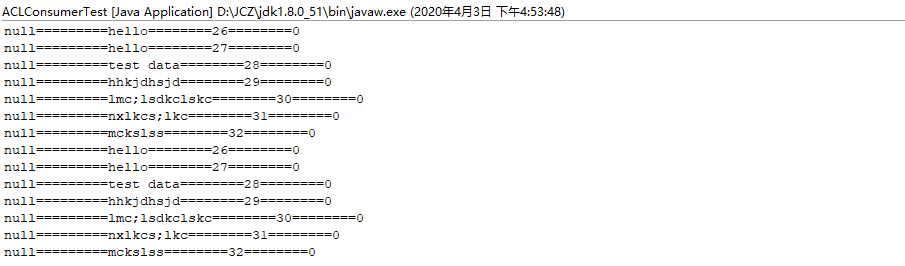 ACLConsumerTest [Java Application] D:\JCZ\jdk1.8.0_51\bin\javaw.exe (2020年4月3日 下午4:53:48)
null=========hello========26========0
null=========hello========27========0
null=========test data========28========0
null=========hhkjdhsjd========29========0
null=========lmc;lsdkclskc========30========0
null=========nxlkcs;lkc========31========0
null=========mckslss========32========0
null=========hello========26========0
null=========hello========27========0
null=========test data========28========0
null=========hhkjdhsjd========29========0
null=========lmc;lsdkclskc========30========0
null=========nxlkcs;lkc========31========0
null=========mckslss========32========0